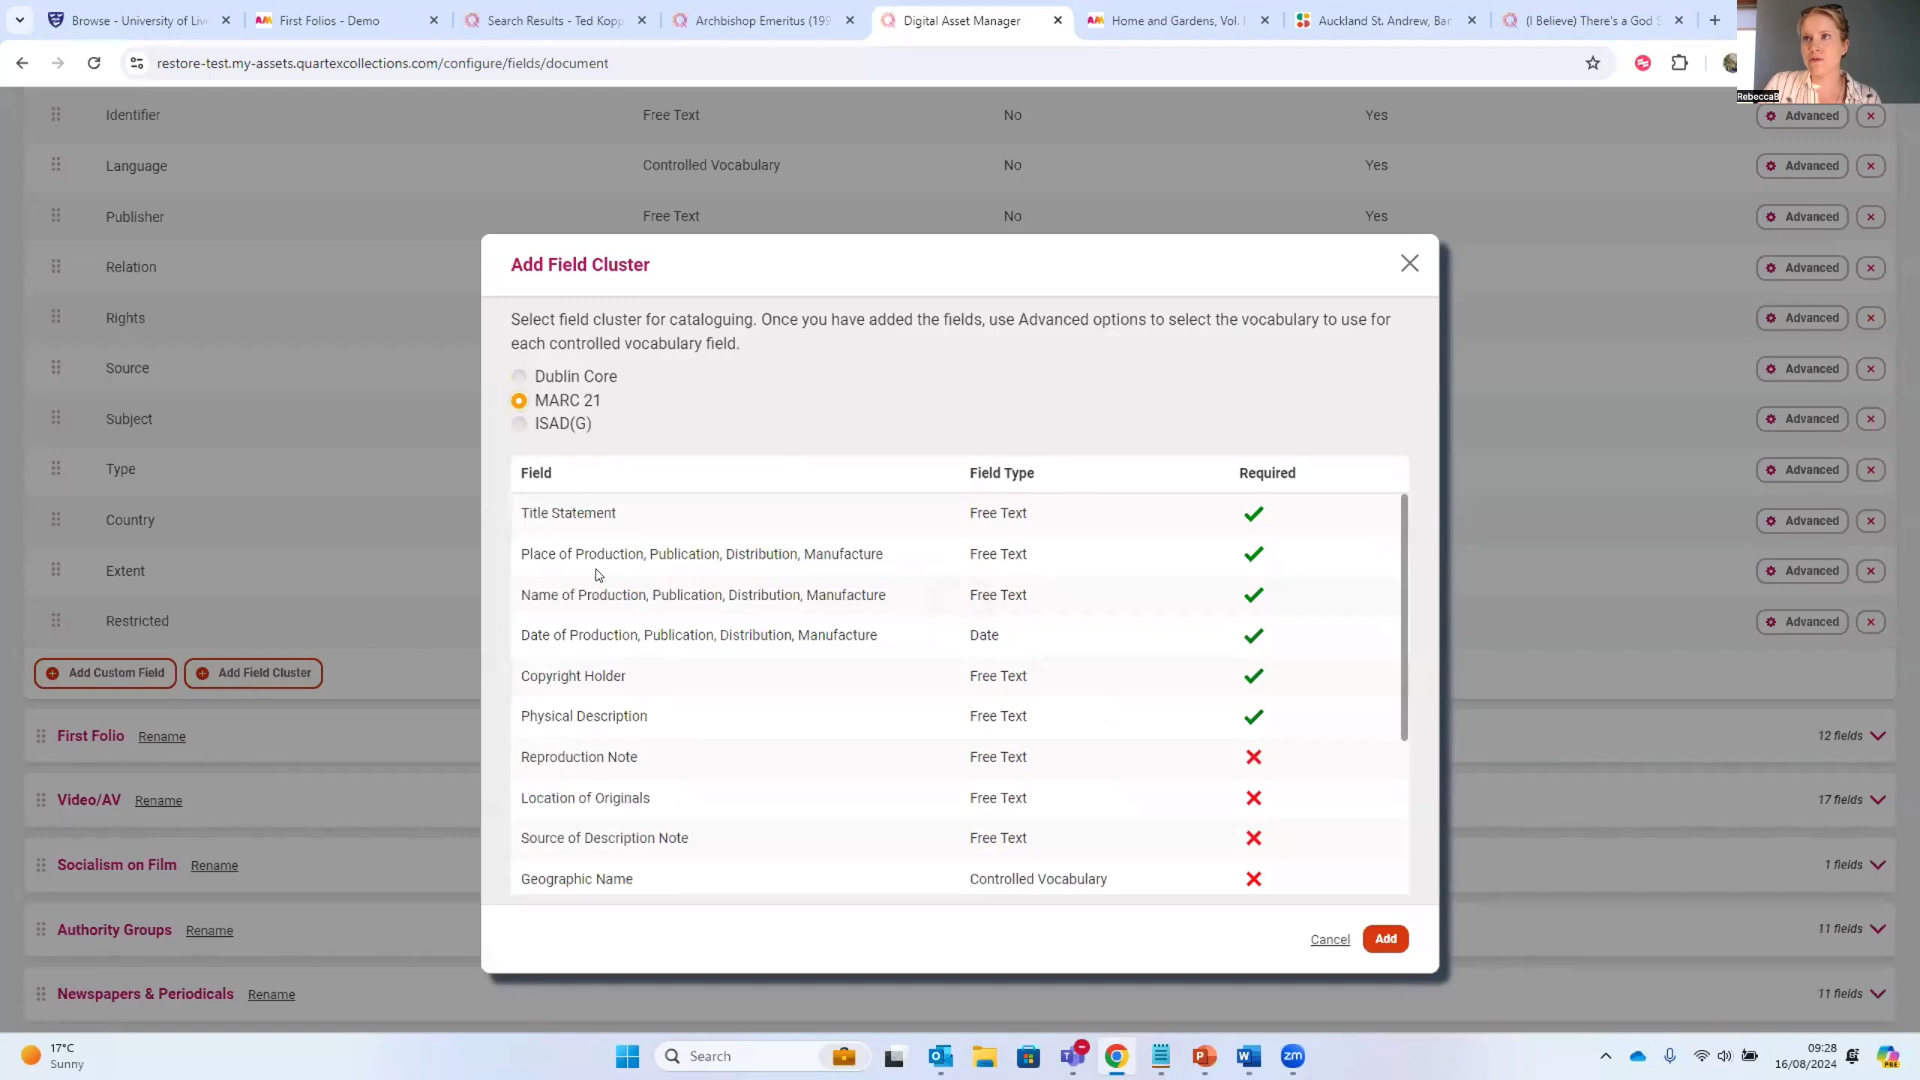 Browse - University of Liv
First Folios - Demo
Search Results - Ted Kopp
Archbishop Emeritus (199
Digital Asset Manager
Home and Gardens, Vol. I
Auckland St. Andrew, Bar
(I Believe) There's a God S
restore-test.my-assets.quartexcollections.com/configure/fields/document
RebeccaB
Identifier Free Text No Yes Advanced
Language Controlled Vocabulary No Yes Advanced
Publisher Free Text No Yes Advanced
Relation Advanced
Rights Advanced
Source Advanced
Subject Advanced
Type Advanced
Country Advanced
Extent Advanced
Restricted Advanced
Add Custom Field Add Field Cluster
First Folio Rename 12 fields
Video/AV Rename 17 fields
Socialism on Film Rename 1 fields
Authority Groups Rename 11 fields
Newspapers & Periodicals Rename 11 fields
Add Field Cluster
Select field cluster for cataloguing. Once you have added the fields, use Advanced options to select the vocabulary to use for
each controlled vocabulary field.
Dublin Core
MARC 21
ISAD(G)
Field Field Type Required
Title Statement Free Text
Place of Production, Publication, Distribution, Manufacture Free Text
Name of Production, Publication, Distribution, Manufacture Free Text
Date of Production, Publication, Distribution, Manufacture Date
Copyright Holder Free Text
Physical Description Free Text
Reproduction Note Free Text
Location of Originals Free Text
Source of Description Note Free Text
Geographic Name Controlled Vocabulary
Cancel Add
17°C
Sunny
Search
zm
09:28
16/08/2024
PRE